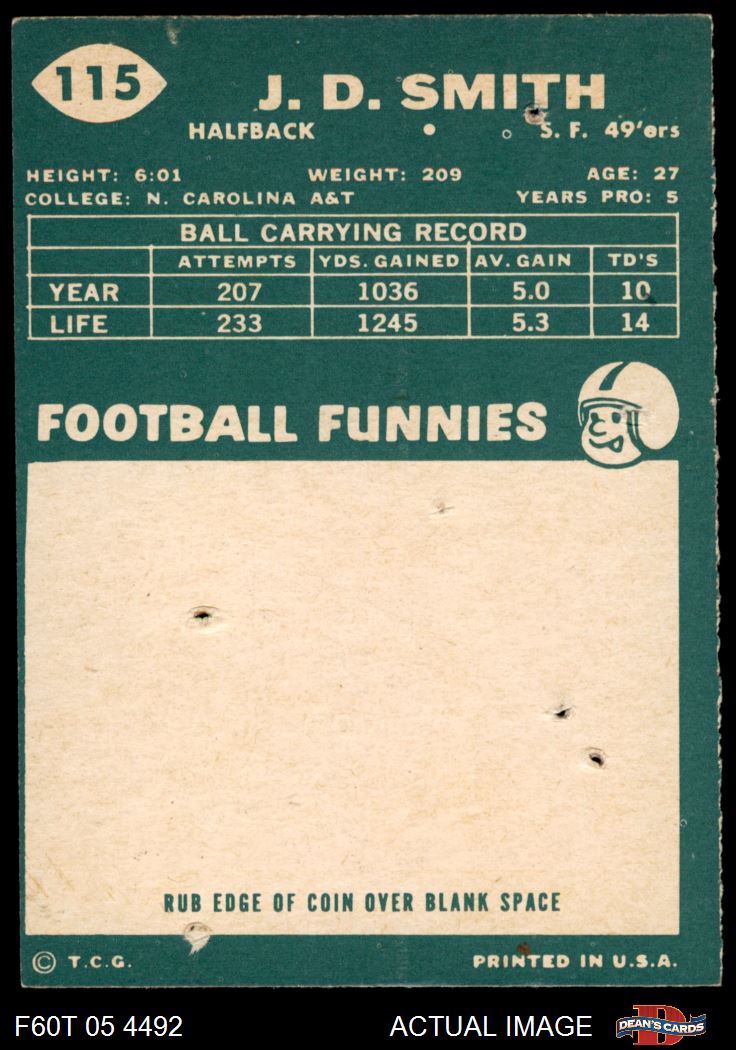 115
J. D. SMITH
HALFBACK • S. F. 49'ers
HEIGHT: 6:01 WEIGHT: 209 AGE: 27
COLLEGE: N. CAROLINA A&T YEARS PRO: 5
BALL CARRYING RECORD
ATTEMPTS YDS. GAINED AV. GAIN TD'S
YEAR 207 1036 5.0 10
LIFE 233 1245 5.3 14
FOOTBALL FUNNIES
RUB EDGE OF COIN OVER BLANK SPACE
© T.C.G. PRINTED IN U.S.A.
F60T 05 4492 ACTUAL IMAGE D DEAN'S CARDS